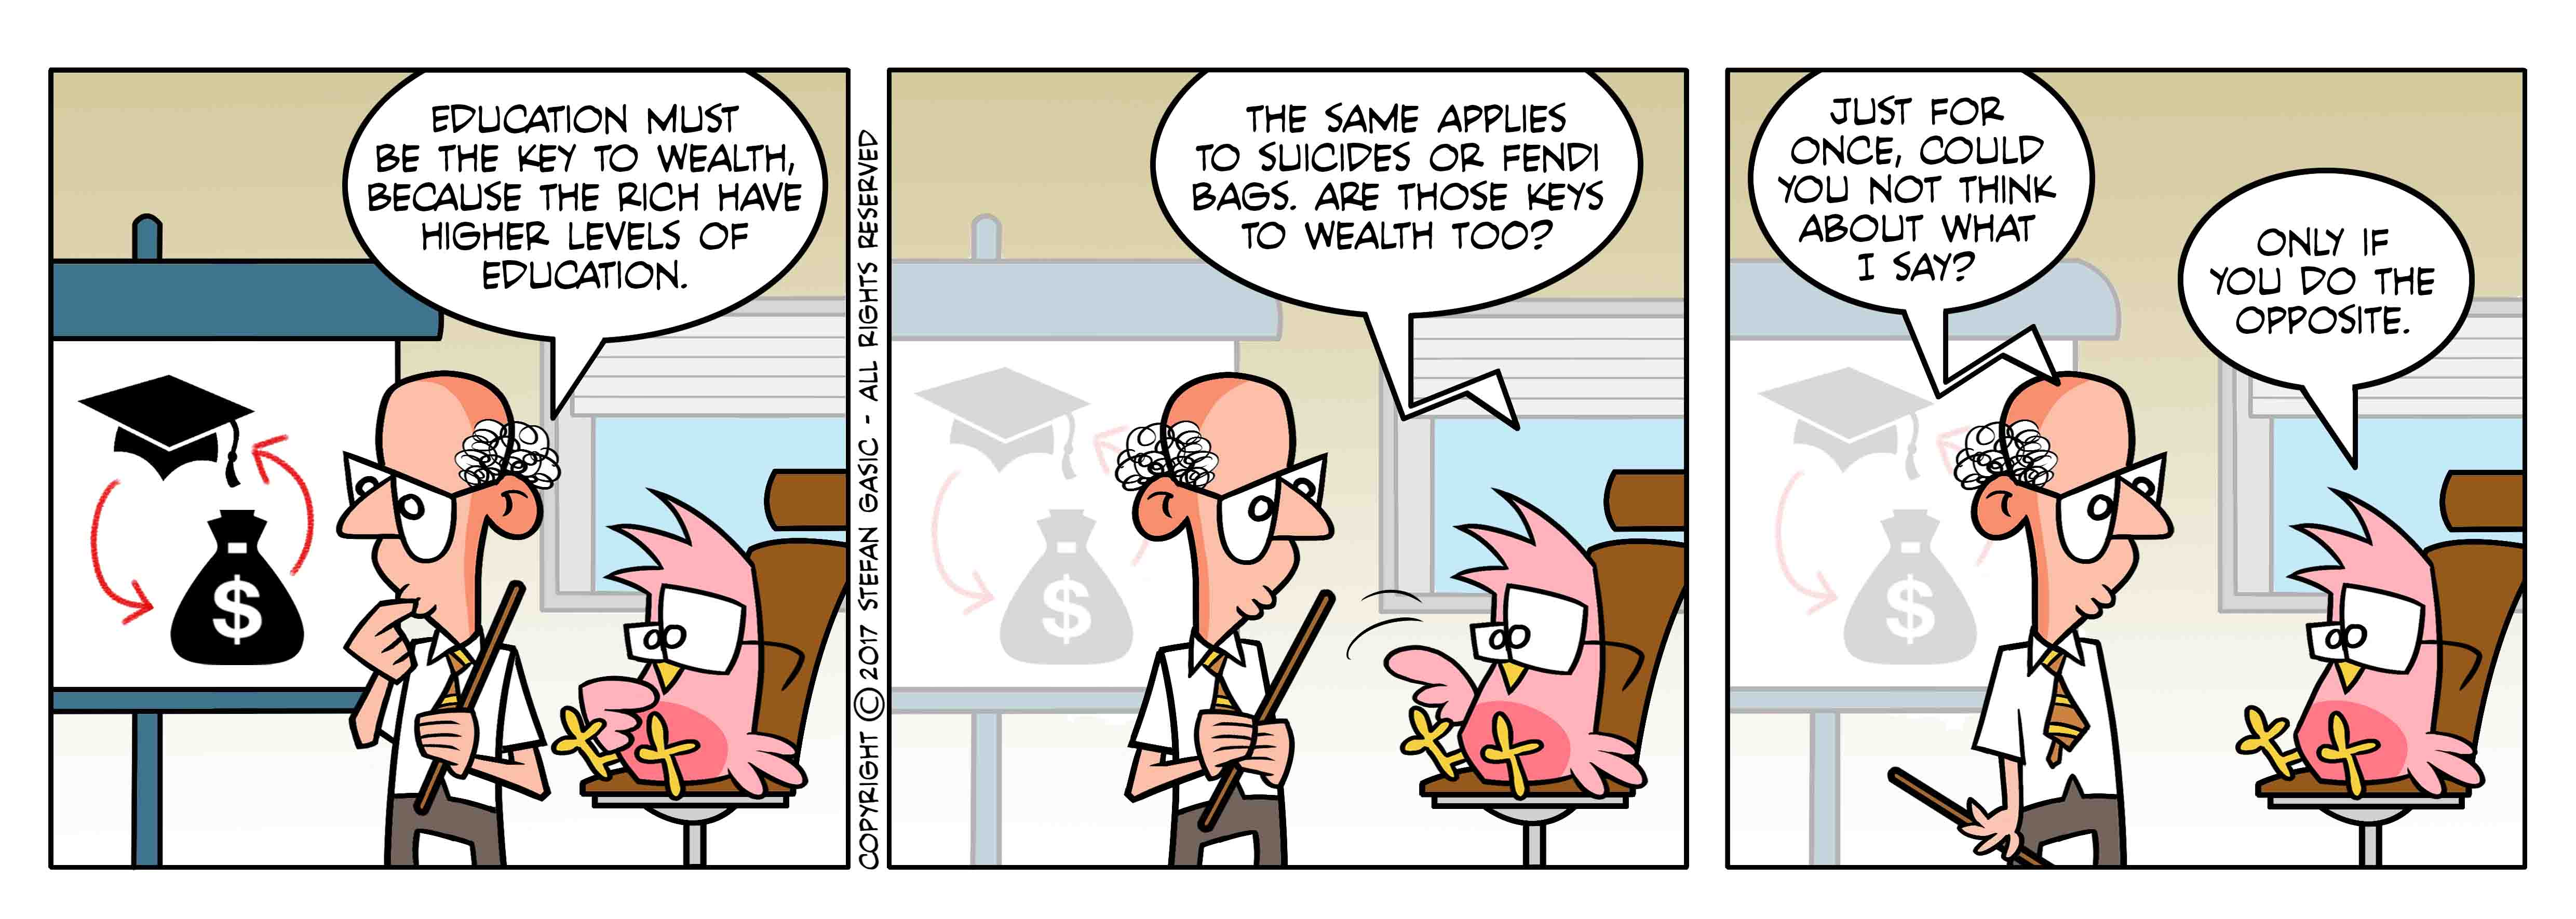 EDUCATION MUST
BE THE KEY TO WEALTH,
BECAUSE THE RICH HAVE
HIGHER LEVELS OF
EDUCATION.
$
COPYRIGHT © 2017 STEFAN GASIC - ALL RIGHTS RESERVED
THE SAME APPLIES
TO SUICIDES OR FENDI
BAGS. ARE THOSE KEYS
TO WEALTH TOO?
$
JUST FOR
ONCE, COULD
YOU NOT THINK
ABOUT WHAT
I SAY?
ONLY IF
YOU DO THE
OPPOSITE.
$